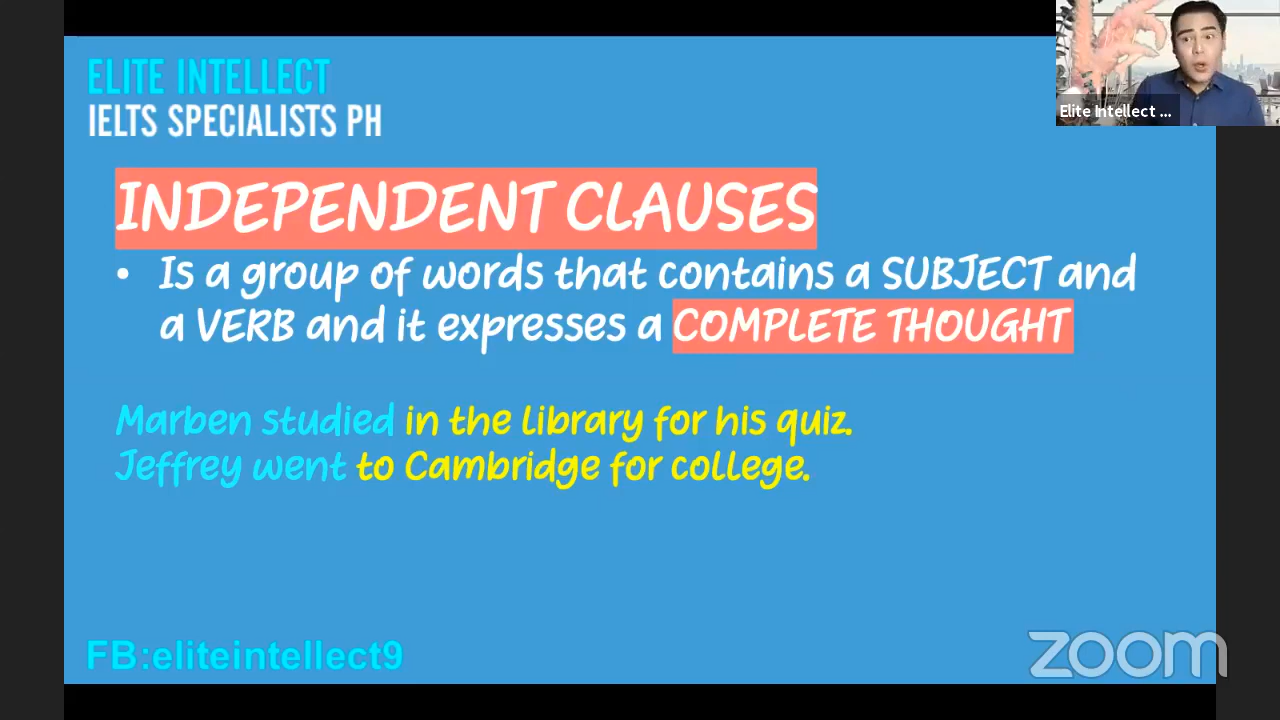 ELITE INTELLECT
IELTS SPECIALISTS PH
Elite Intellect ...
INDEPENDENT CLAUSES
• Is a group of words that contains a SUBJECT and
a VERB and it expresses a COMPLETE THOUGHT
Marben studied in the library for his quiz.
Jeffrey went to Cambridge for college.
FB:eliteintellect9
zoom